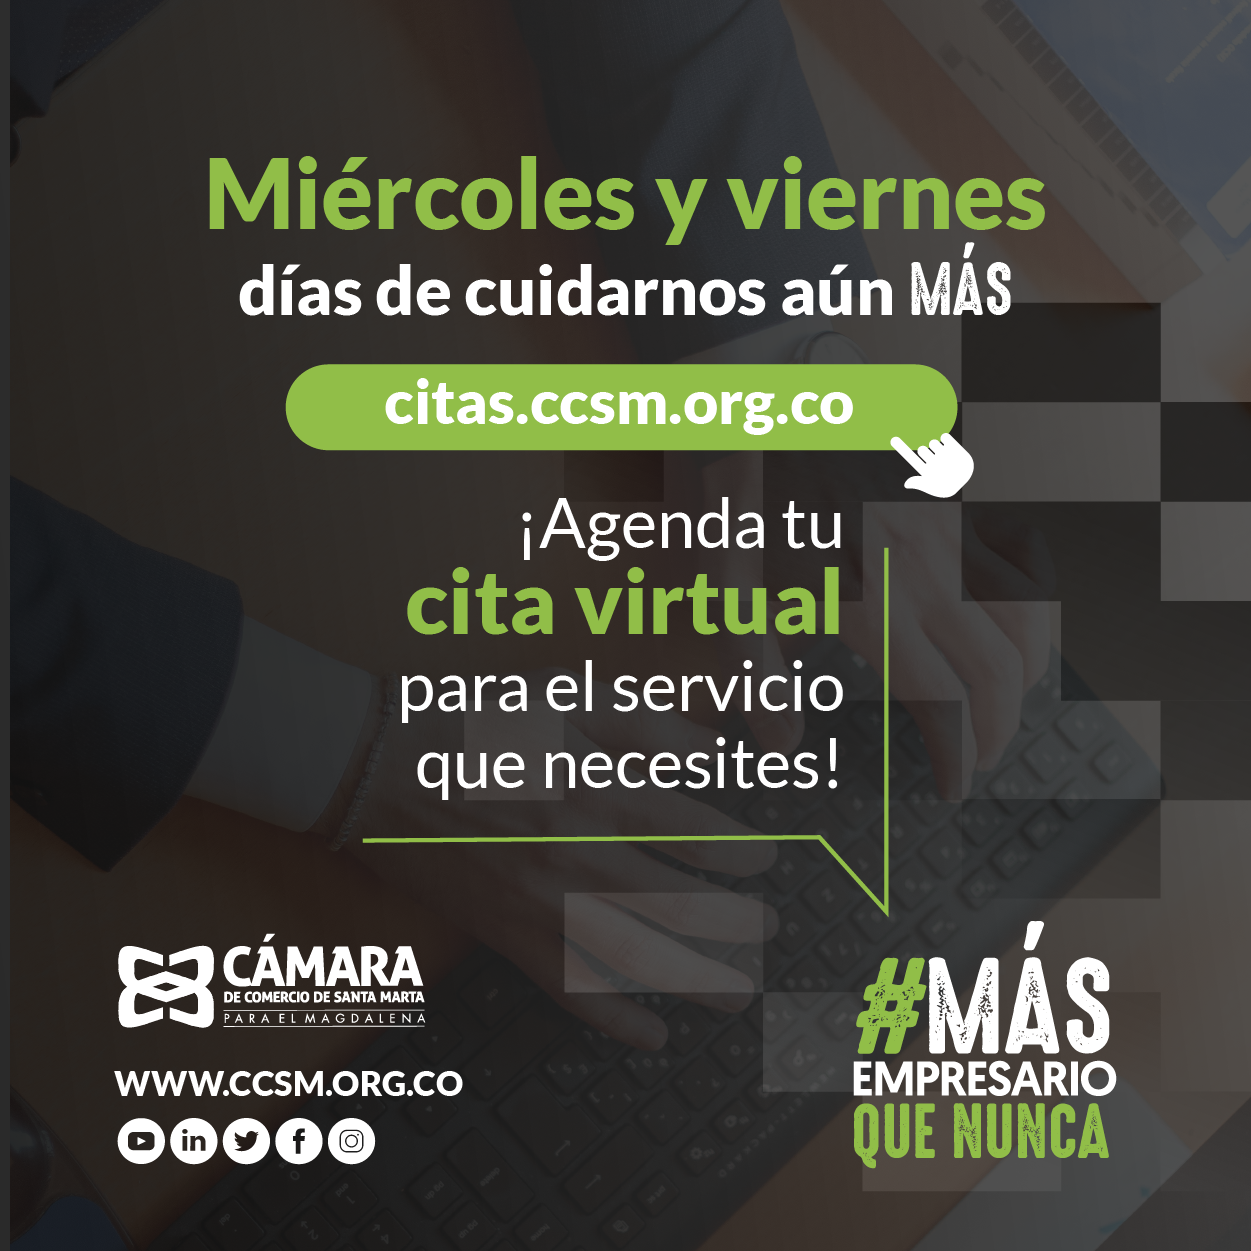 Miércoles y viernes
días de cuidarnos aún MÁS
citas.ccsm.org.co
¡Agenda tu
cita virtual
para el servicio
que necesites!
CÁMARA
DE COMERCIO DE SANTA MARTA
PARA EL MAGDALENA
WWW.CCSM.ORG.CO
#MÁS
EMPRESARIO
QUE NUNCA